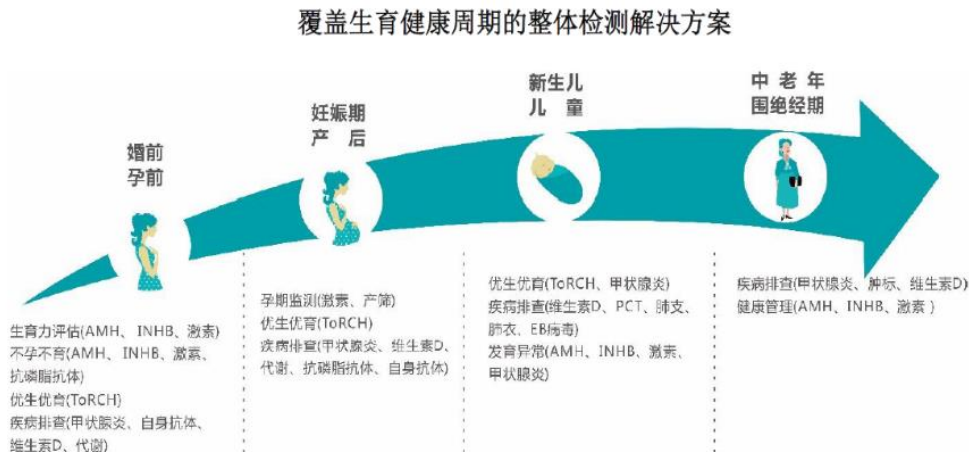 覆盖生育健康周期的整体检测解决方案
婚前
孕前
妊娠期
产 后
新生儿
儿 童
中 老 年
围绝经期
生育力评估(AMH、INHB、激素)
不孕不育(AMH、INHB、激素、
抗磷脂抗体)
优生优育(ToRCH)
疾病排查(甲状腺炎、自身抗体、
维生素D、代谢)
孕期监测(激素、产筛)
优生优育(ToRCH)
疾病排查(甲状腺炎、维生素D、
代谢、抗磷脂抗体、自身抗体)
优生优育(ToRCH、甲状腺炎)
疾病排查(维生素D、PCT、肺支、
肺衣、EB病毒)
发育异常(AMH、INHB、激素、
甲状腺炎)
疾病排查(甲状腺炎、肿标、维生素D)
健康管理(AMH、INHB、激素 )